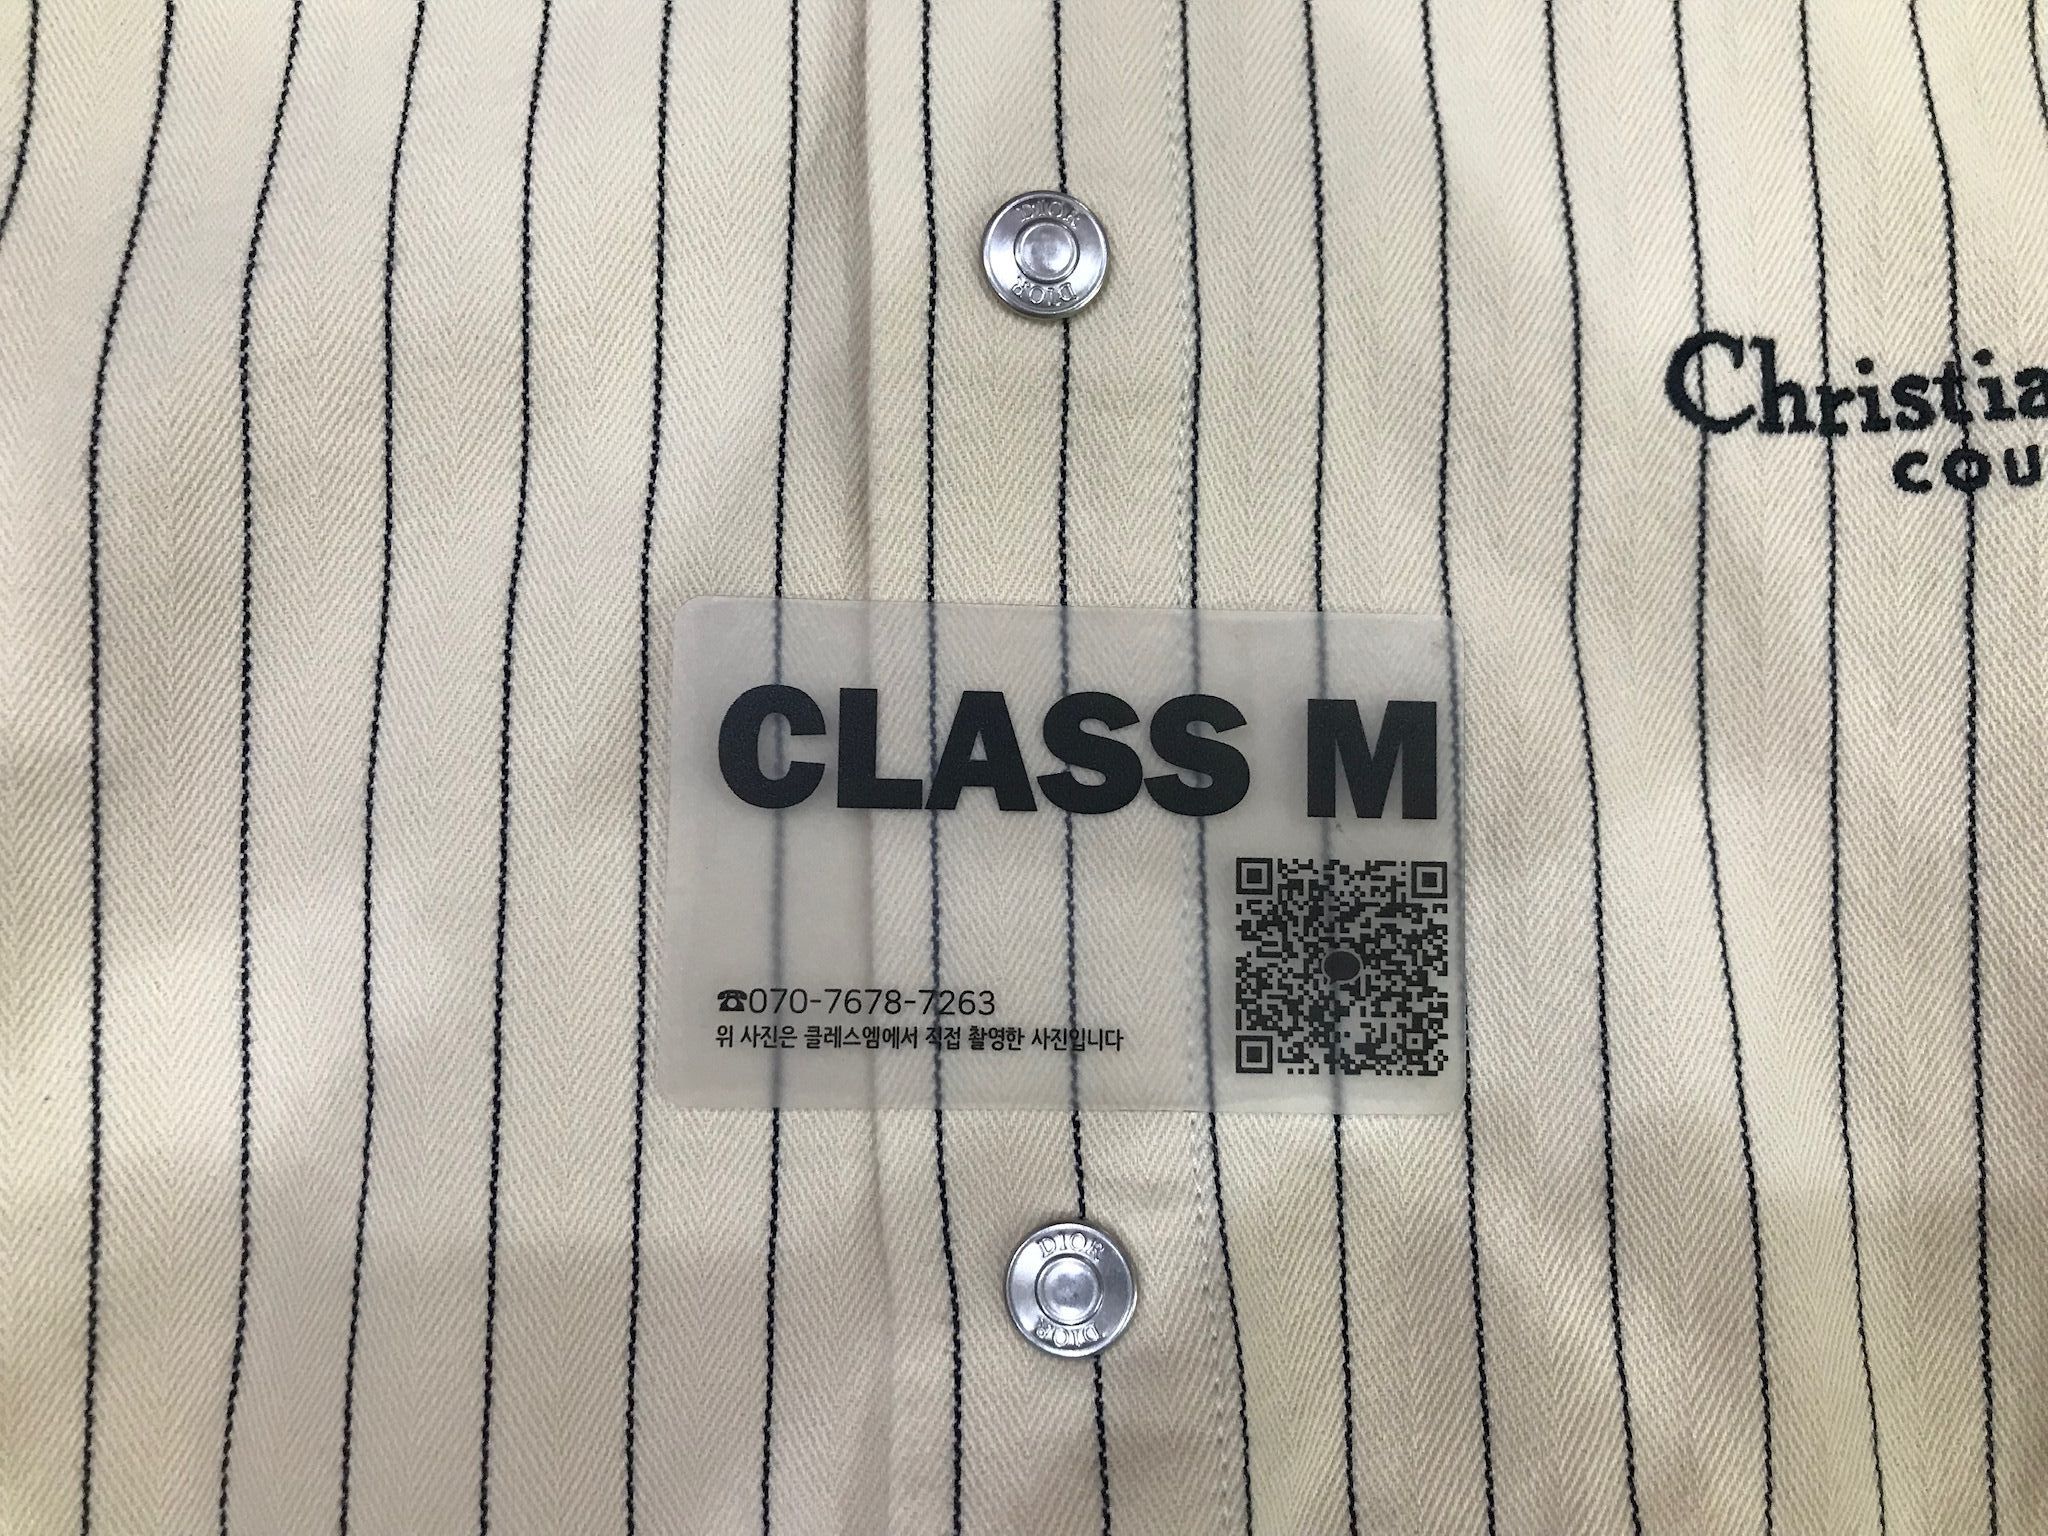 DIOR
DIOR
Christia
cou
CLASS M
☎070-7678-7263
위 사진은 클레스엠에서 직접 촬영한 사진입니다
DIOR
DIOR